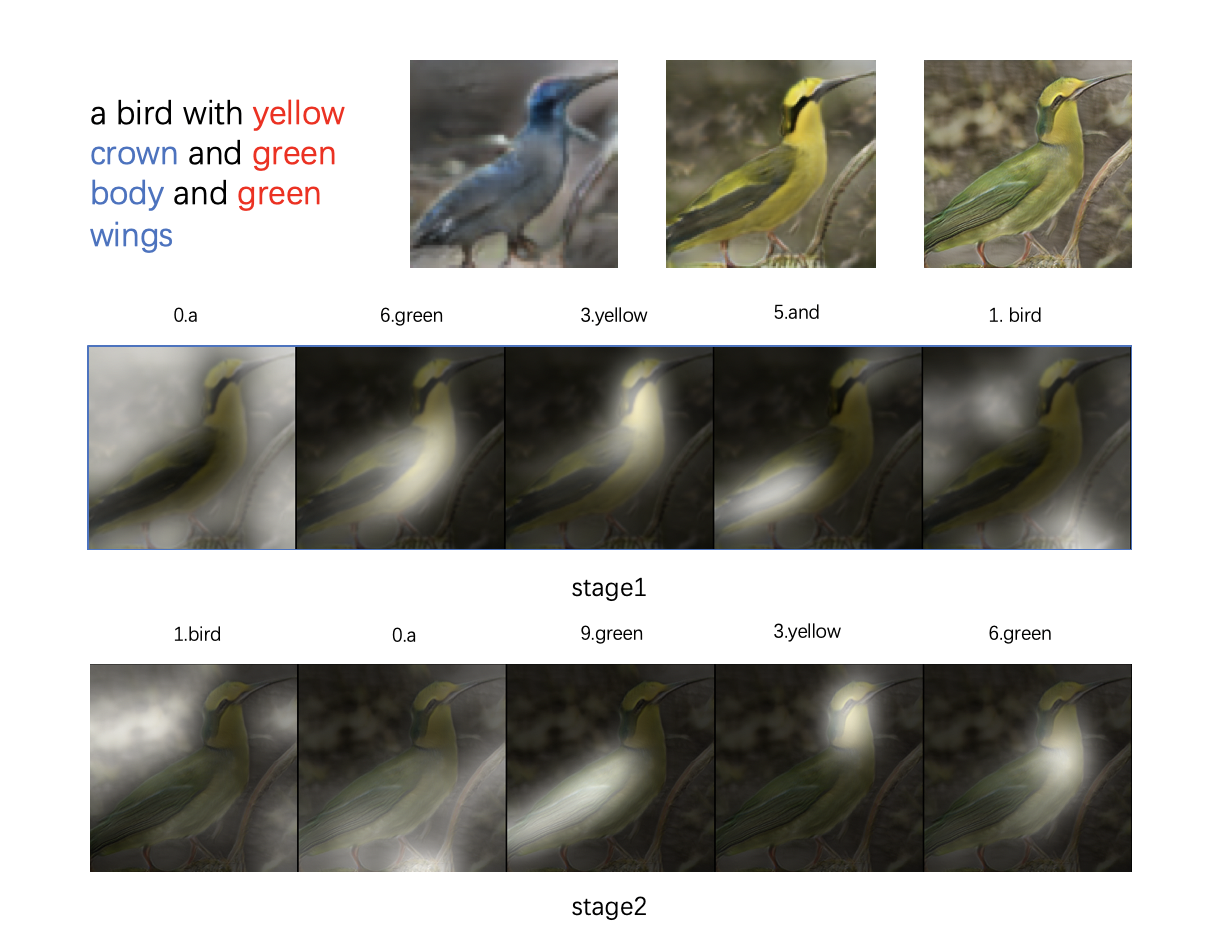 a bird with yellow
crown and green
body and green
wings
0.a
6.green
3.yellow
5.and
1. bird
stage1
1.bird
0.a
9.green
3.yellow
6.green
stage2